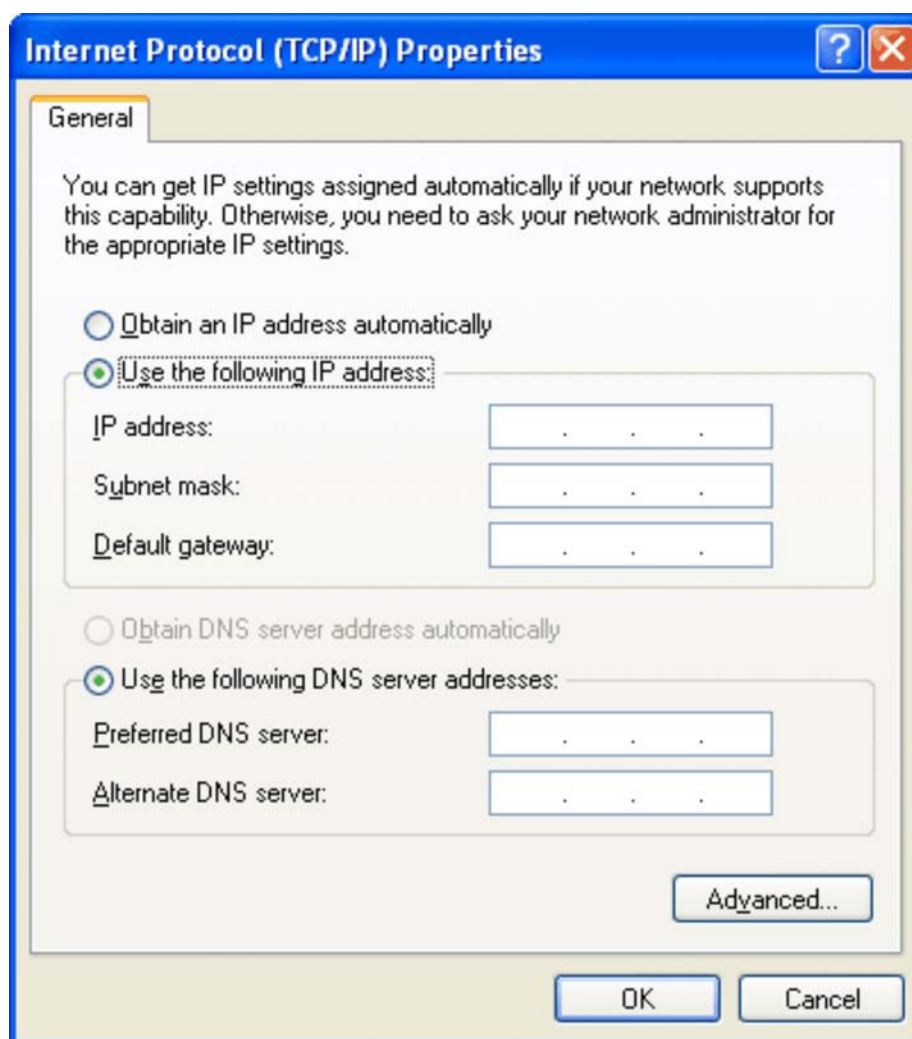 Internet Protocol (TCP/IP) Properties
General
You can get IP settings assigned automatically if your network supports
this capability. Otherwise, you need to ask your network administrator for
the appropriate IP settings.
Obtain an IP address automatically
Use the following IP address:
IP address: . . .
Subnet mask: . . .
Default gateway: . . .
Obtain DNS server address automatically
Use the following DNS server addresses:
Preferred DNS server: . . .
Alternate DNS server: . . .
Advanced...
OK Cancel